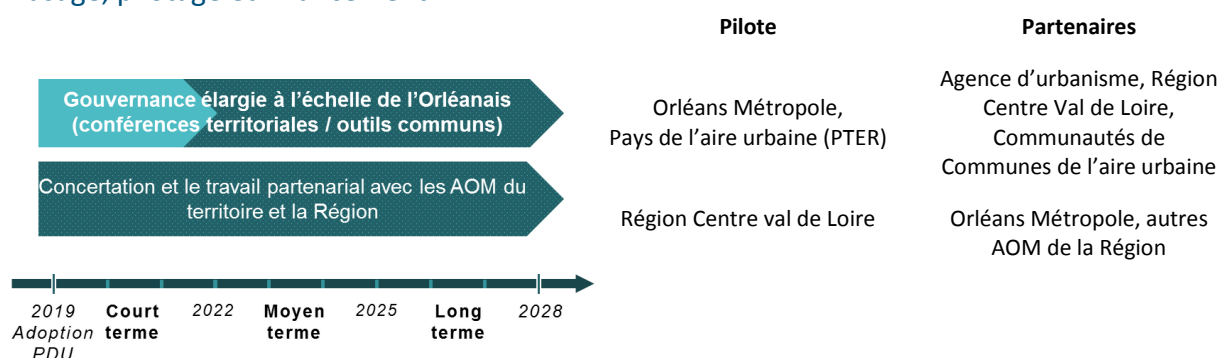 Pilote
Partenaires
Gouvernance élargie à l'échelle de l'Orléanais
(conférences territoriales / outils communs)
Orléans Métropole,
Pays de l'aire urbaine (PTER)
Agence d'urbanisme, Région
Centre Val de Loire,
Communautés de
Communes de l'aire urbaine
Concertation et le travail partenarial avec les AOM du
territoire et la Région
Région Centre val de Loire
Orléans Métropole, autres
AOM de la Région
2019 Court 2022 Moyen 2025 Long 2028
Adoption terme terme terme
PDU